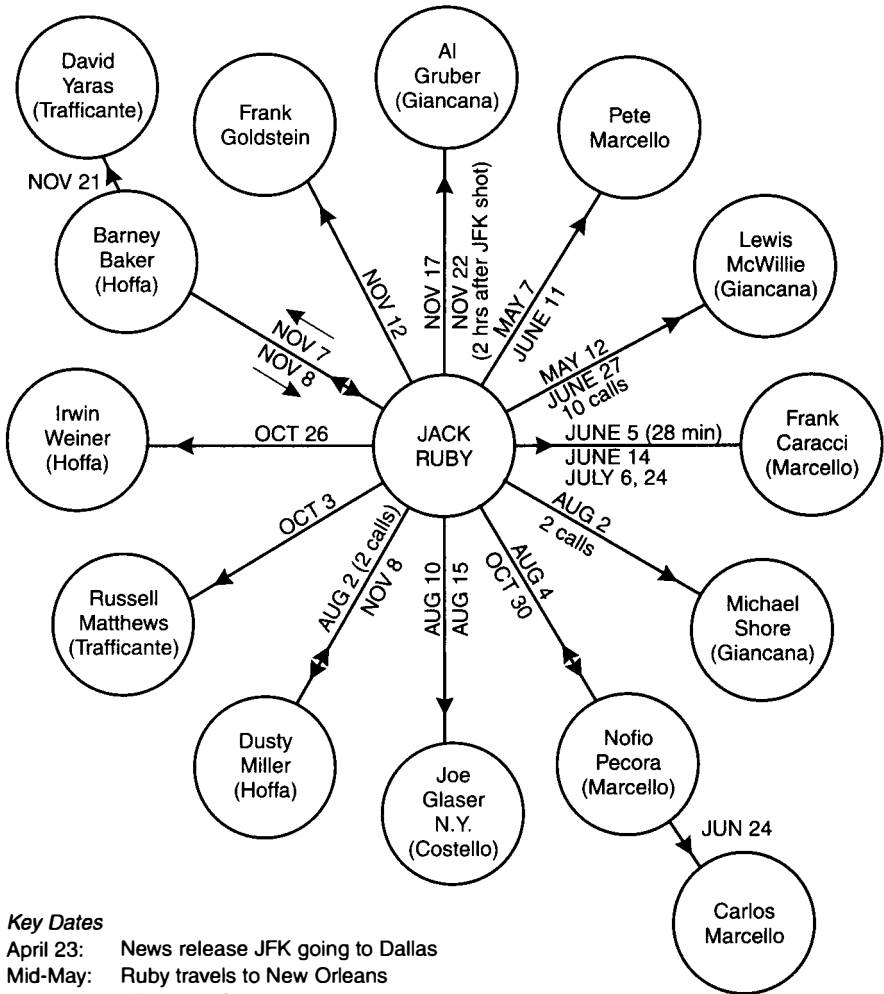 David
Yaras
(Trafficante)
Frank
Goldstein
Al
Gruber
(Giancana)
Pete
Marcello
NOV 21
Barney
Baker
(Hoffa)
Lewis
McWillie
(Giancana)
NOV 7
NOV 8
NOV 12
NOV 17
NOV 22
(2 hrs after JFK shot)
MAY 7
JUNE 11
MAY 12
JUNE 27
10 calls
Irwin
Weiner
(Hoffa)
OCT 26
JACK
RUBY
JUNE 5 (28 min)
JUNE 14
JULY 6, 24
Frank
Caracci
(Marcello)
OCT 3
AUG 2 (2 calls)
NOV 8
AUG 10
AUG 15
AUG 4
OCT 30
AUG 2
2 calls
Russell
Matthews
(Trafficante)
Michael
Shore
(Giancana)
Dusty
Miller
(Hoffa)
Joe
Glaser
N.Y.
(Costello)
Nofio
Pecora
(Marcello)
JUN 24
Carlos
Marcello
Key Dates
April 23: News release JFK going to Dallas
Mid-May: Ruby travels to New Orleans